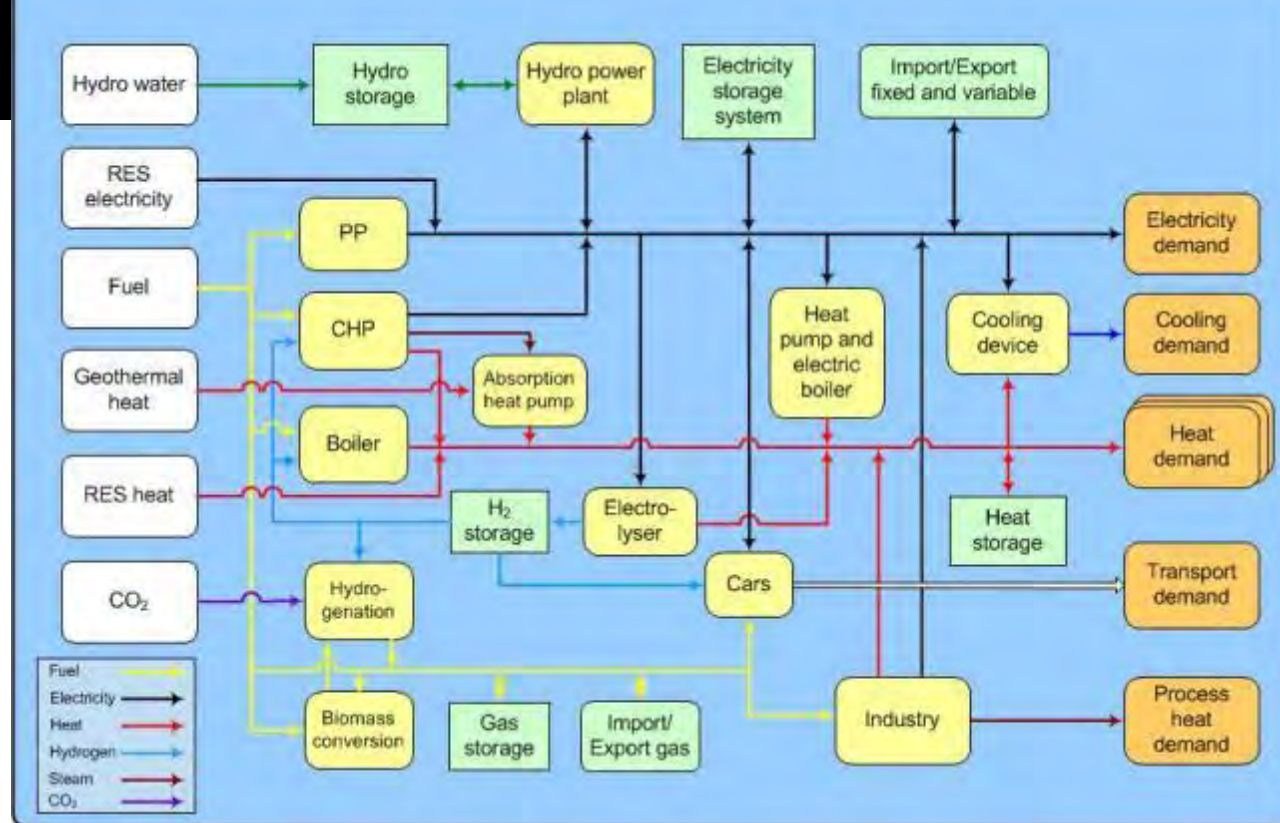 Hydro water
Hydro
storage
Hydro power
plant
Electricity
storage
system
Import/Export
fixed and variable
RES
electricity
PP
Electricity
demand
Fuel
CHP
Heat
pump and
electric
boiler
Cooling
device
Cooling
demand
Geothermal
heat
Absorption
heat pump
Boiler
Heat
demand
RES heat
H₂
storage
Electro-
lyser
Heat
storage
CO₂
Hydro-
genation
Cars
Transport
demand
Fuel
Electricity
Heat
Hydrogen
Steam
CO₂
Biomass
conversion
Gas
storage
Import/
Export gas
Industry
Process
heat
demand